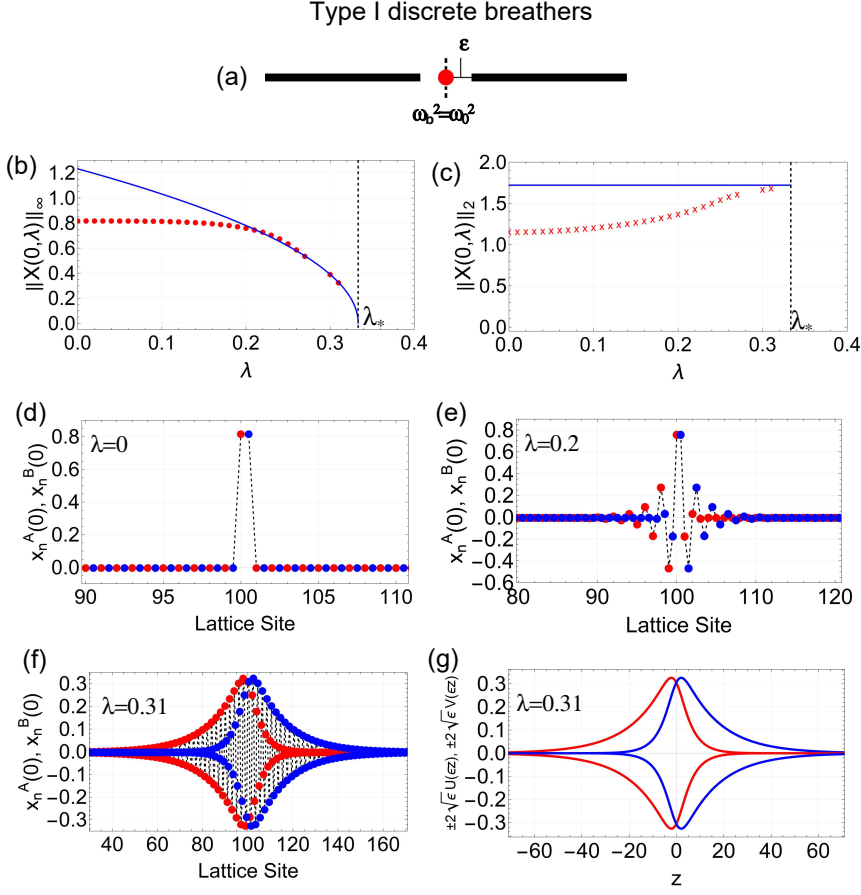 Type I discrete breathers
(a)
ε
ω_b²=ω_0²
(b)
||X(0,λ)||_∞
1.2
1.0
0.8
0.6
0.4
0.2
0.0
λ_*
0.0 0.1 0.2 0.3 0.4
λ
(c)
||X(0,λ)||_2
2.0
1.5
1.0
0.5
0.0
λ_*
0.0 0.1 0.2 0.3 0.4
λ
(d)
x_n^A(0), x_n^B(0)
λ=0
0.8
0.6
0.4
0.2
0.0
90 95 100 105 110
Lattice Site
(e)
x_n^A(0), x_n^B(0)
λ=0.2
0.8
0.6
0.4
0.2
0.0
−0.2
−0.4
−0.6
80 90 100 110 120
Lattice Site
(f)
x_n^A(0), x_n^B(0)
λ=0.31
0.3
0.2
0.1
0.0
−0.1
−0.2
−0.3
40 60 80 100 120 140 160
Lattice Site
(g)
±2√ε U(εz), ±2√ε V(εz)
λ=0.31
0.3
0.2
0.1
0.0
−0.1
−0.2
−0.3
−60 −40 −20 0 20 40 60
z